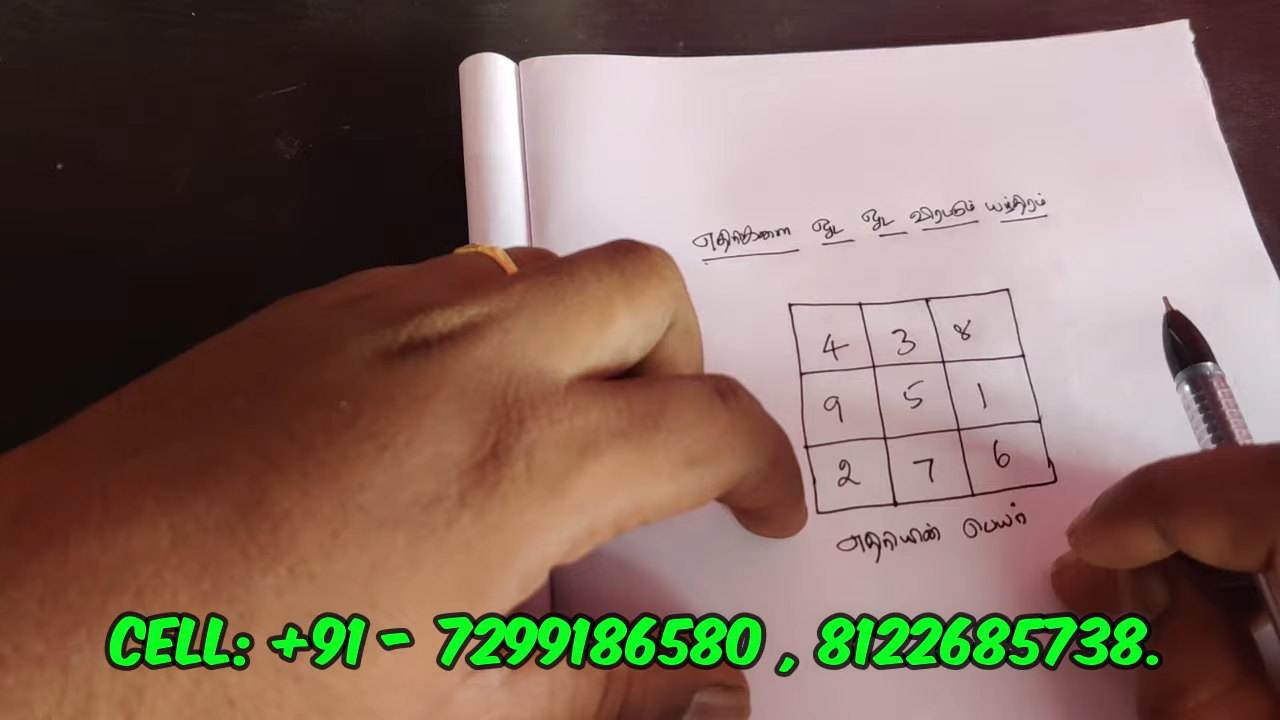 எதிரிகளை ஓட ஓட விரட்டும் யந்திரம்
4 3 8
9 5 1
2 7 6
எதிரியின் பெயர்
CELL: +91 - 7299186580 , 8122685738.